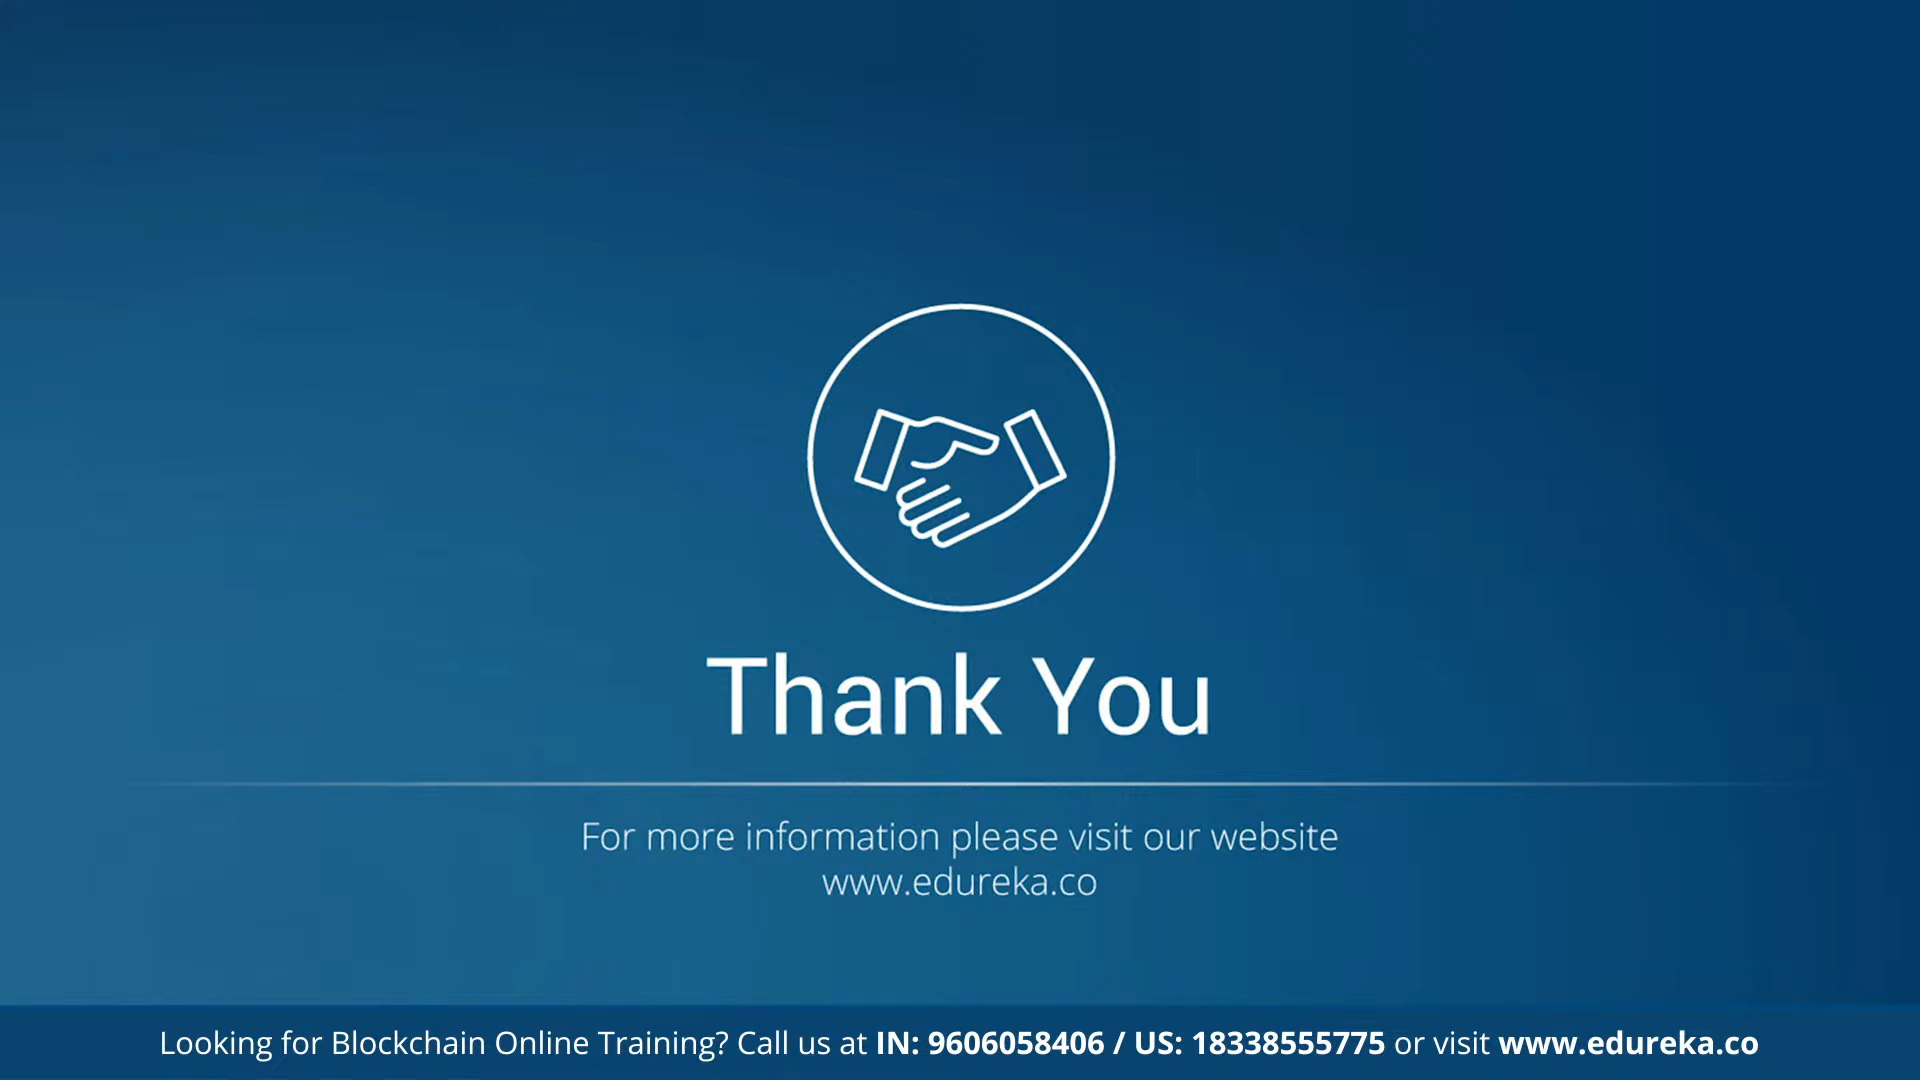 Thank You
For more information please visit our website
www.edureka.co
Looking for Blockchain Online Training? Call us at IN: 9606058406 / US: 18338555775 or visit www.edureka.co